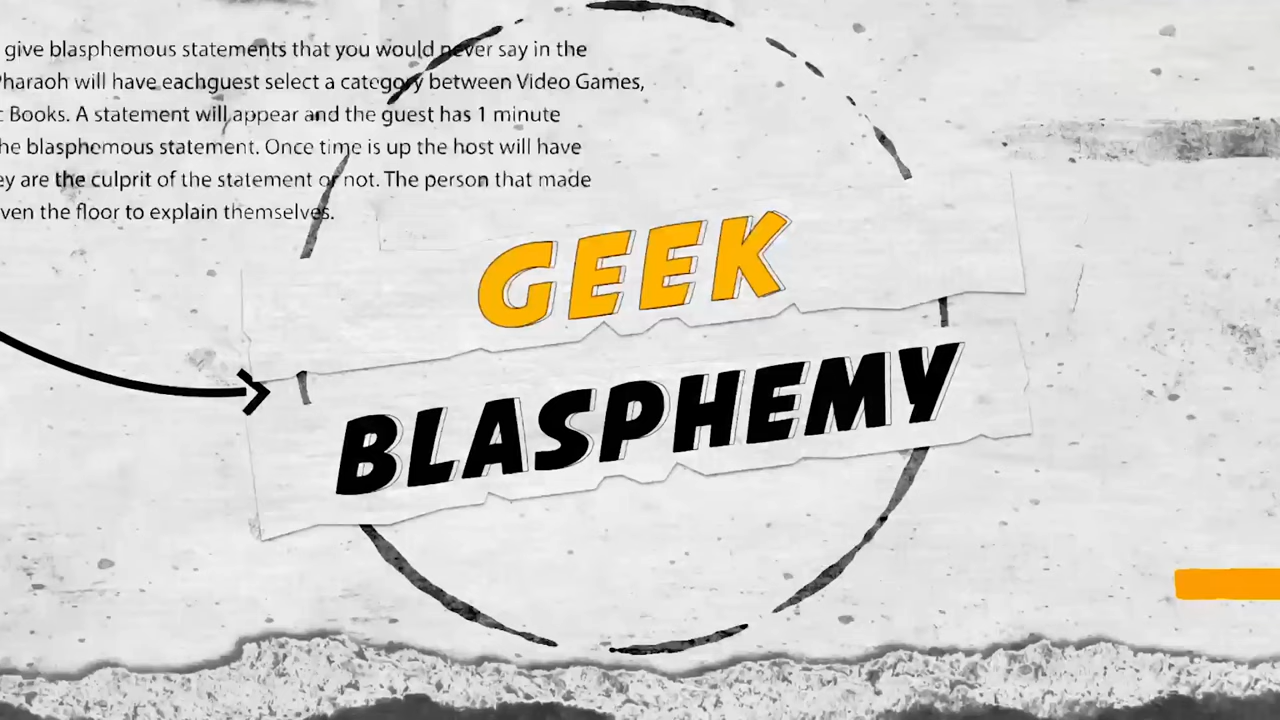 give blasphemous statements that you would never say in the
Pharaoh will have eachguest select a category between Video Games,
Books. A statement will appear and the guest has 1 minute
the blasphemous statement. Once time is up the host will have
are the culprit of the statement or not. The person that made
the floor to explain themselves.
GEEK
BLASPHEMY